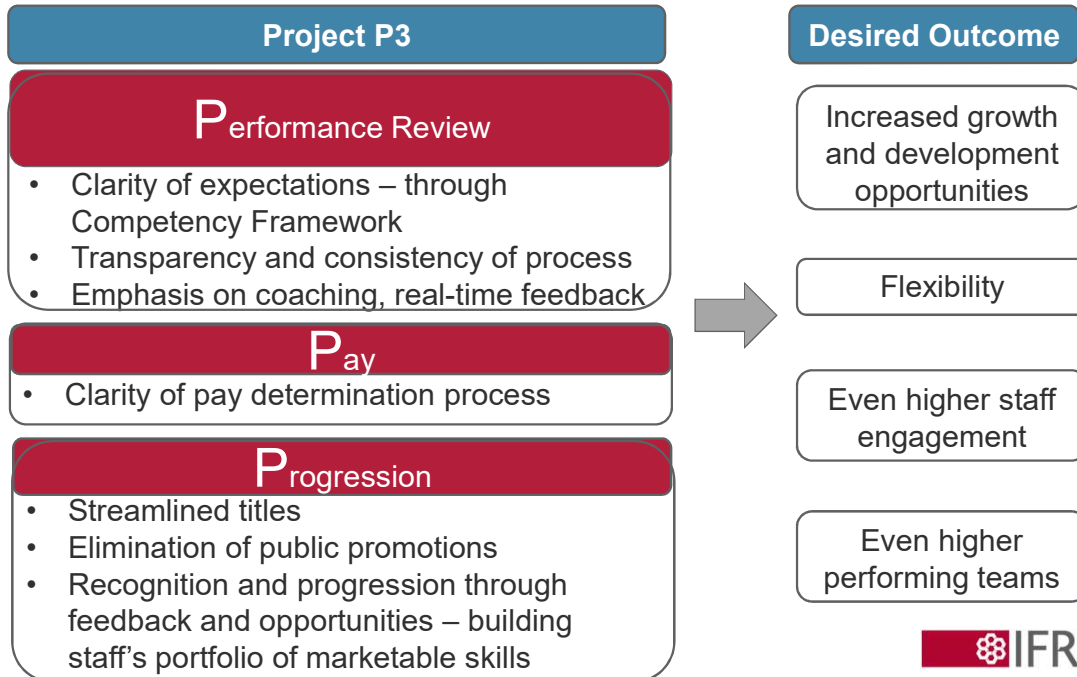 Project P3
Performance Review
• Clarity of expectations – through
Competency Framework
• Transparency and consistency of process
• Emphasis on coaching, real-time feedback
Pay
• Clarity of pay determination process
Progression
• Streamlined titles
• Elimination of public promotions
• Recognition and progression through
feedback and opportunities – building
staff's portfolio of marketable skills
Desired Outcome
Increased growth
and development
opportunities
Flexibility
Even higher staff
engagement
Even higher
performing teams
IFR